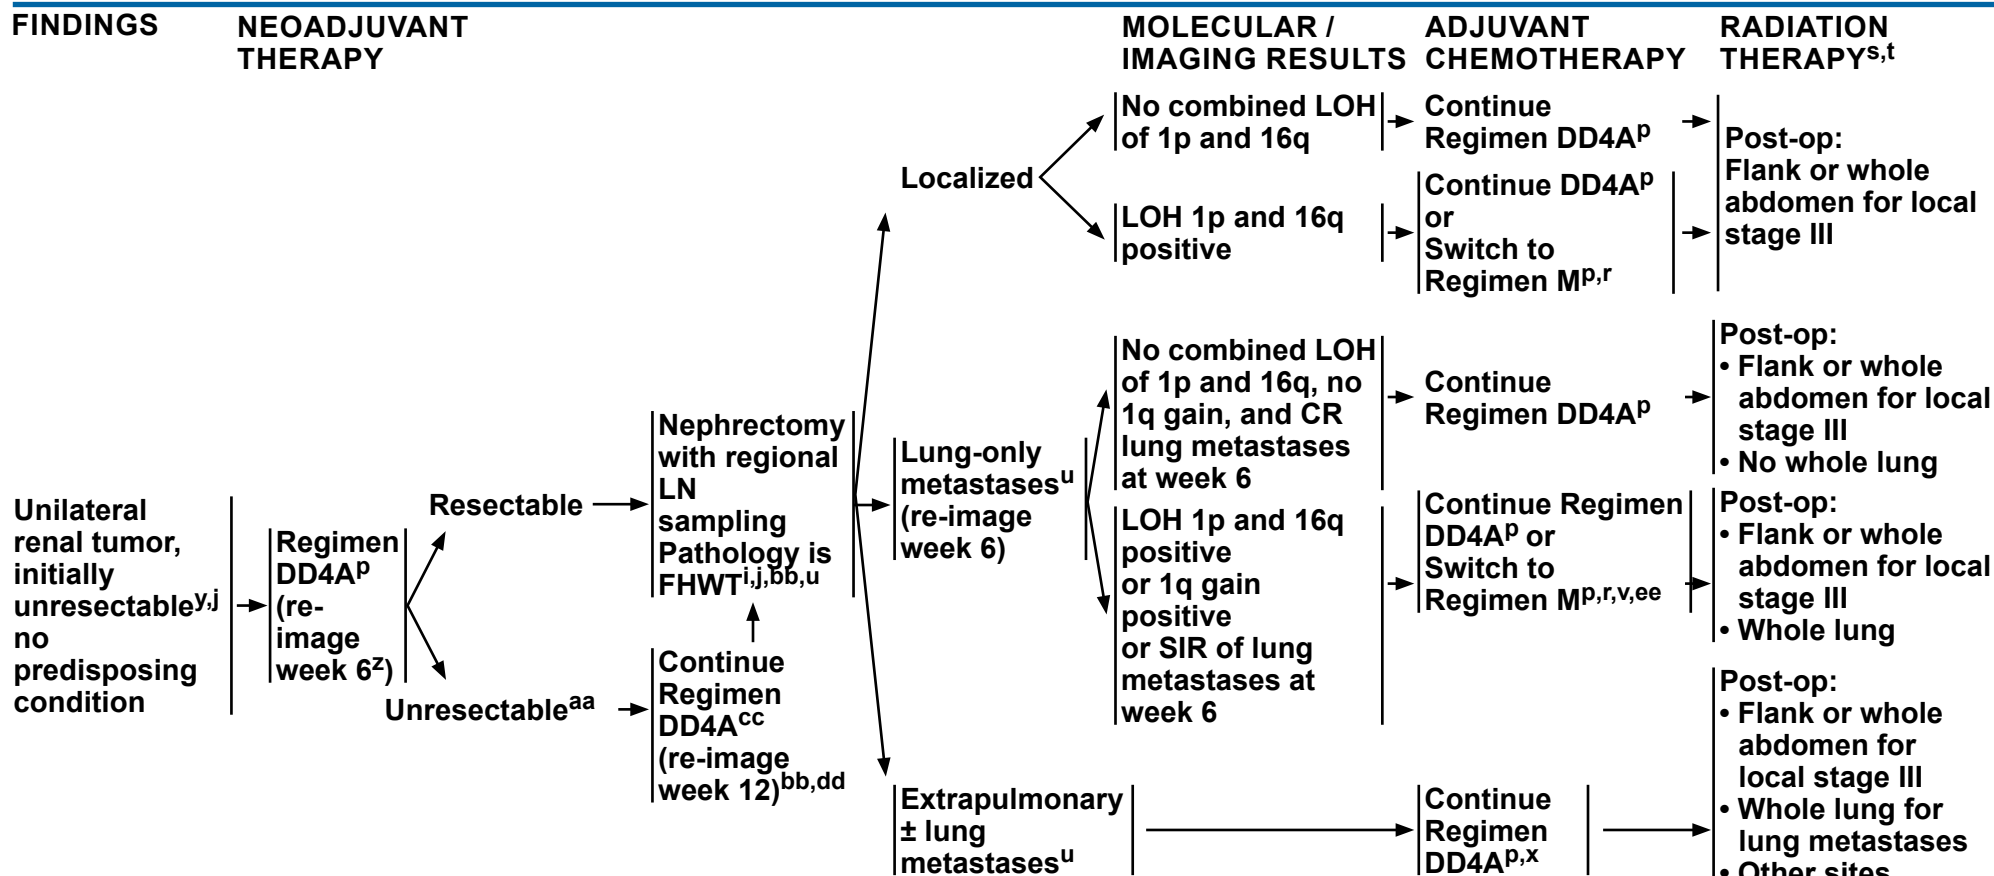 FINDINGS
NEOADJUVANT
THERAPY
MOLECULAR /
IMAGING RESULTS
ADJUVANT
CHEMOTHERAPY
RADIATION
THERAPYs,t
Unilateral
renal tumor,
initially
unresectabley,j
no
predisposing
condition
Regimen
DD4Ap
(re-
image
week 6z)
Resectable
Unresectableaa
Nephrectomy
with regional
LN
sampling
Pathology is
FHWTi,j,bb,u
Continue
Regimen
DD4Acc
(re-image
week 12)bb,dd
Localized
No combined LOH
of 1p and 16q
Continue
Regimen DD4Ap
LOH 1p and 16q
positive
Continue DD4Ap
or
Switch to
Regimen Mp,r
Post-op:
Flank or whole
abdomen for local
stage III
Lung-only
metastasesu
(re-image
week 6)
No combined LOH
of 1p and 16q, no
1q gain, and CR
lung metastases
at week 6
Continue
Regimen DD4Ap
Post-op:
• Flank or whole
abdomen for local
stage III
• No whole lung
LOH 1p and 16q
positive
or 1q gain
positive
or SIR of lung
metastases at
week 6
Continue Regimen
DD4Ap or
Switch to
Regimen Mp,r,v,ee
Post-op:
• Flank or whole
abdomen for local
stage III
• Whole lung
Extrapulmonary
± lung
metastasesu
Continue
Regimen
DD4Ap,x
Post-op:
• Flank or whole
abdomen for
local stage III
• Whole lung for
lung metastases
• Other sites